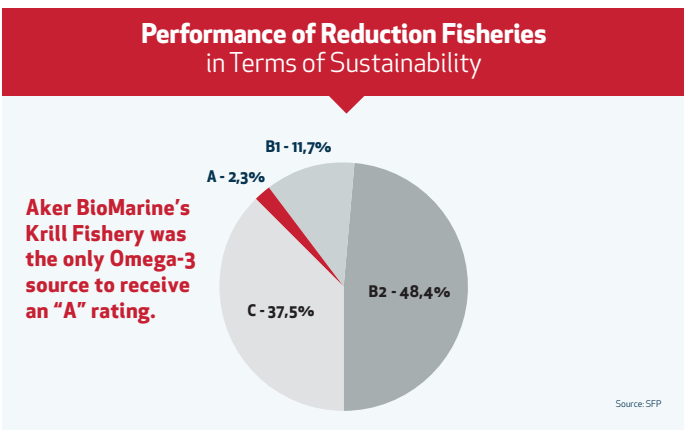 Performance of Reduction Fisheries
in Terms of Sustainability
B1 - 11,7%
A - 2,3%
Aker BioMarine’s
Krill Fishery was
the only Omega-3
source to receive
an “A” rating.
B2 - 48,4%
C - 37,5%
Source: SFP